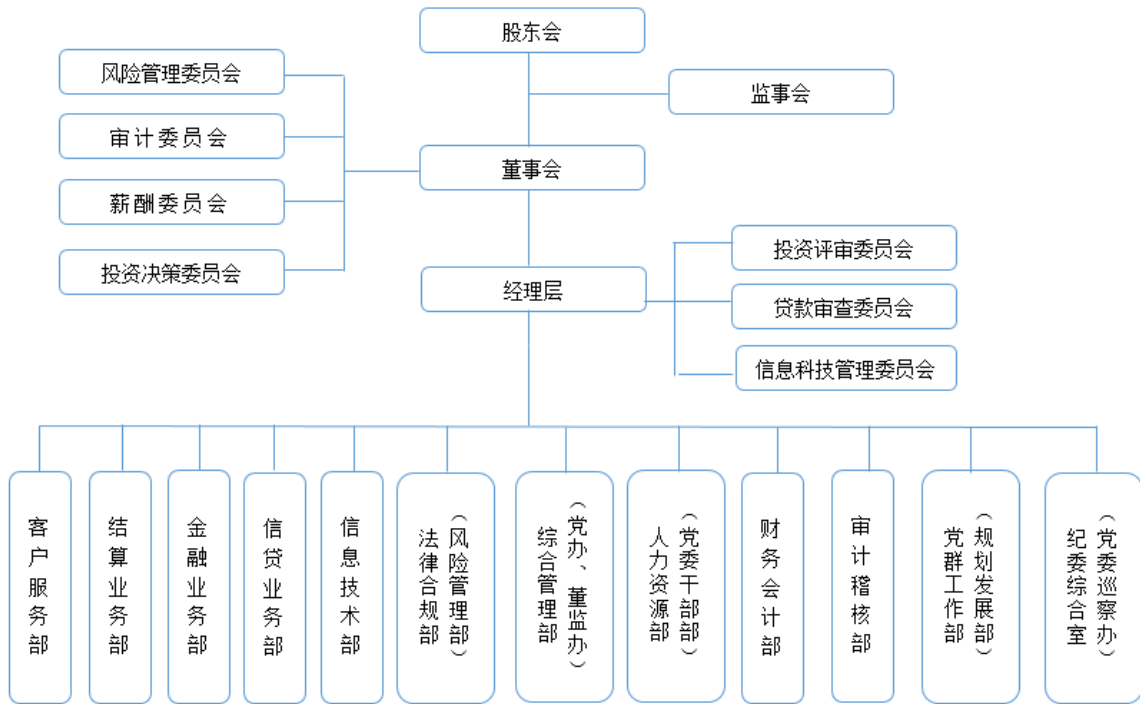 股东会
风险管理委员会
监事会
审计委员会
董事会
薪酬委员会
投资决策委员会
投资评审委员会
经理层
贷款审查委员会
信息科技管理委员会
客户服务部
结算业务部
金融业务部
信贷业务部
信息技术部
法律合规部
（风险管理部）
综合管理部
（党办、董监办）
人力资源部
（党委干部部）
财务会计部
审计稽核部
党群工作部
（规划发展部）
纪委综合室
（党委巡察办）